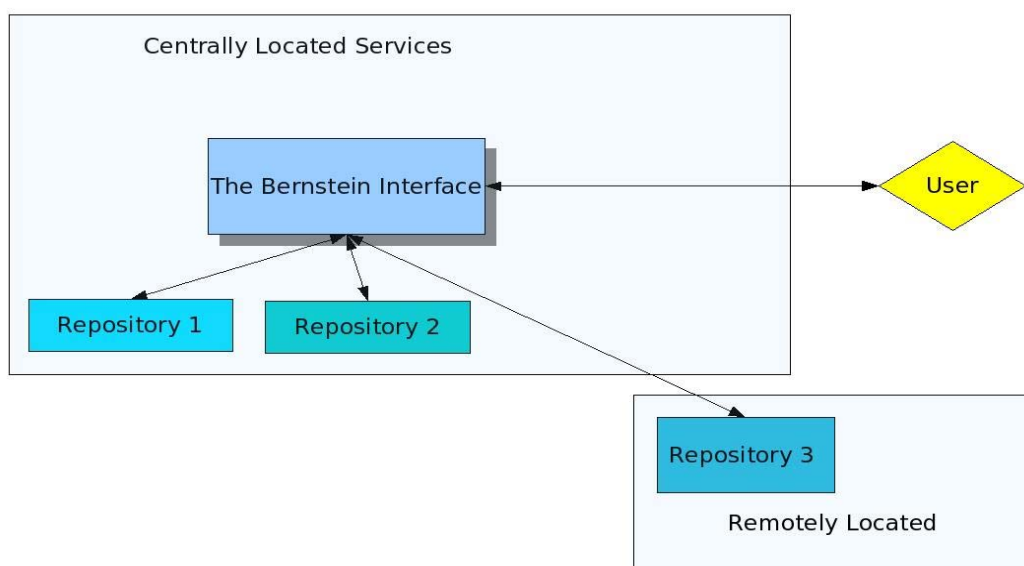 Centrally Located Services
The Bernstein Interface
User
Repository 1
Repository 2
Repository 3
Remotely Located